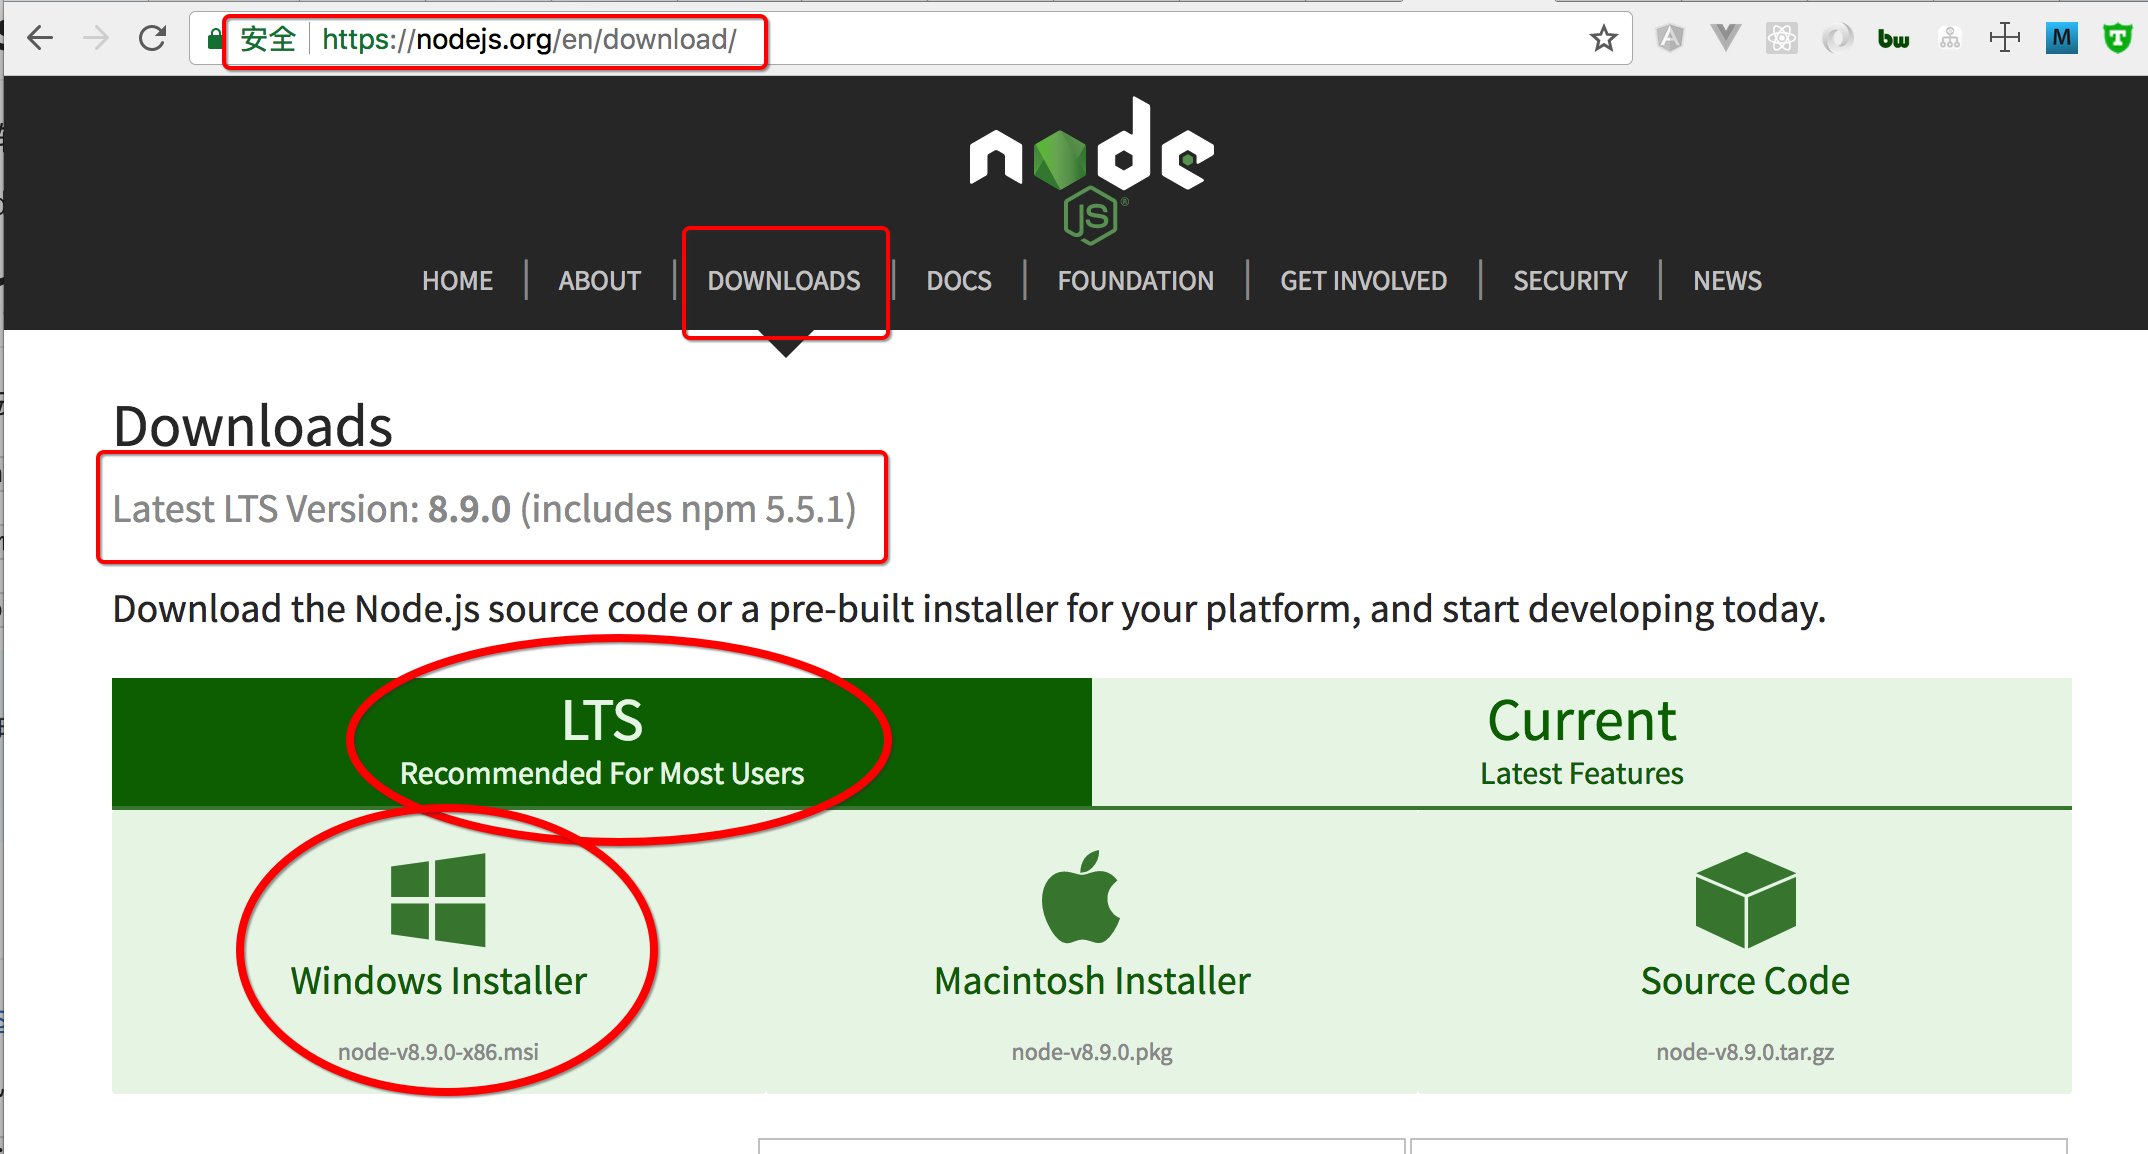 安全 https://nodejs.org/en/download/
bw M T
node
JS ®
HOME ABOUT DOWNLOADS DOCS FOUNDATION GET INVOLVED SECURITY NEWS
Downloads
Latest LTS Version: 8.9.0 (includes npm 5.5.1)
Download the Node.js source code or a pre-built installer for your platform, and start developing today.
LTS
Recommended For Most Users
Current
Latest Features
Windows Installer
node-v8.9.0-x86.msi
Macintosh Installer
node-v8.9.0.pkg
Source Code
node-v8.9.0.tar.gz